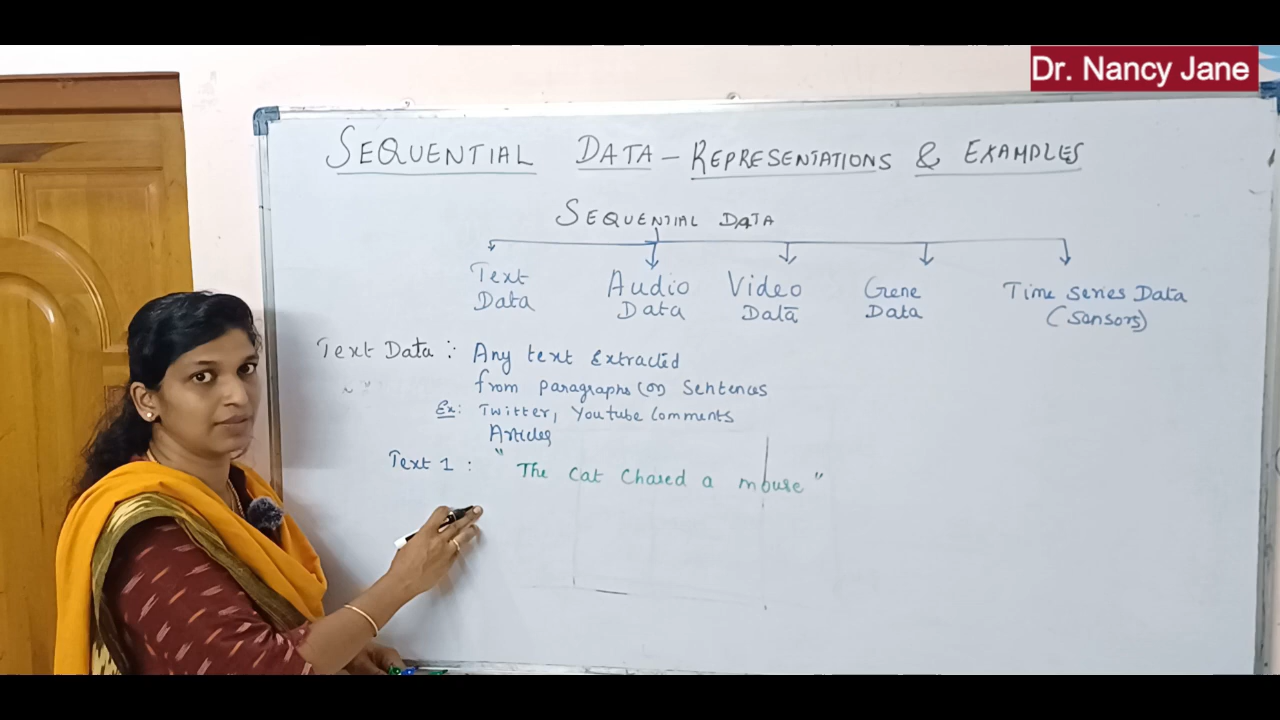 Dr. Nancy Jane
SEQUENTIAL DATA - REPRESENTATIONS & EXAMPLES
SEQUENTIAL DATA
Text Data
Audio Data
Video Data
Gene Data
Time Series Data (Sensors)
Text Data : Any text Extracted
from paragraphs (or) Sentences
Ex: Twitter, Youtube Comments
Articles
Text 1 : " The Cat Chased a mouse "